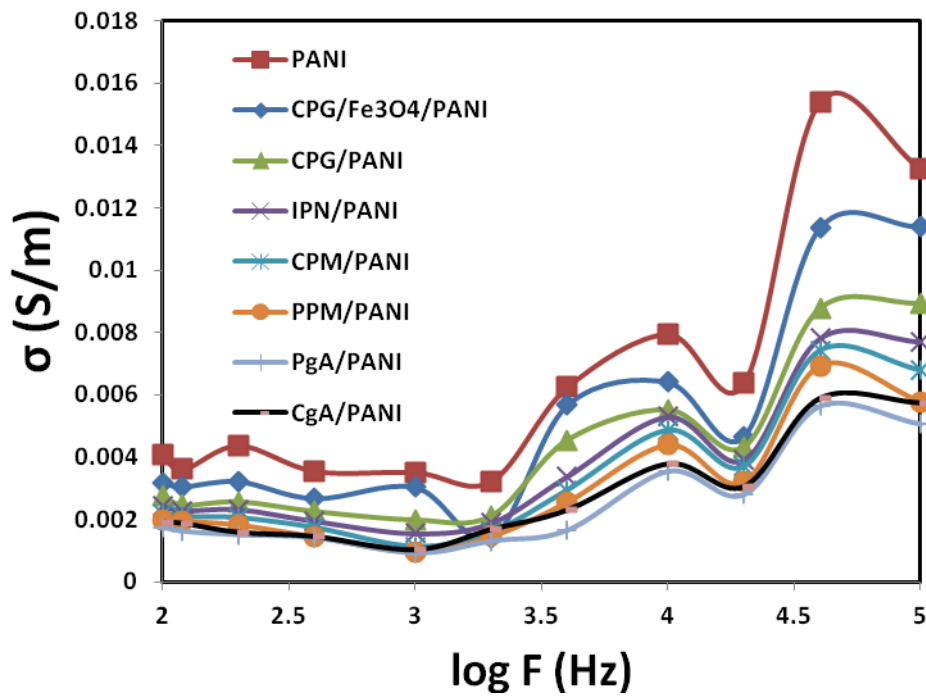 0.018
0.016
0.014
0.012
0.01
0.008
0.006
0.004
0.002
0
σ (S/m)
PANI
CPG/Fe3O4/PANI
CPG/PANI
IPN/PANI
CPM/PANI
PPM/PANI
PgA/PANI
CgA/PANI
2 2.5 3 3.5 4 4.5 5
log F (Hz)